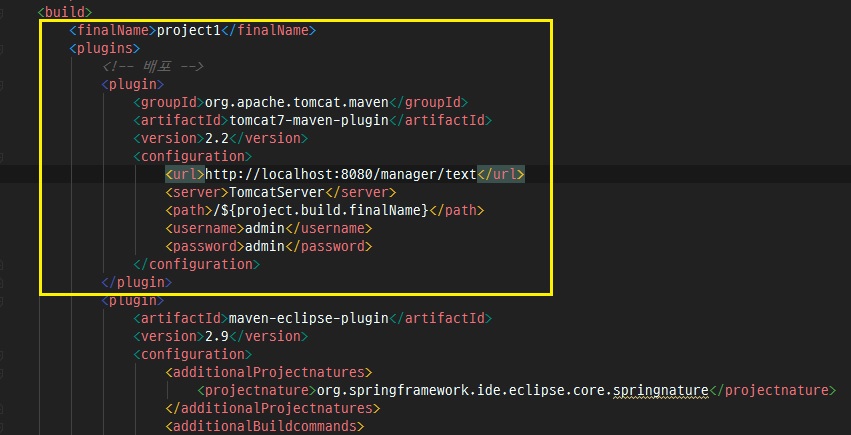 <build>
<finalName>project1</finalName>
<plugins>
<!-- 배포 -->
<plugin>
<groupId>org.apache.tomcat.maven</groupId>
<artifactId>tomcat7-maven-plugin</artifactId>
<version>2.2</version>
<configuration>
<url>http://localhost:8080/manager/text</url>
<server>TomcatServer</server>
<path>/${project.build.finalName}</path>
<username>admin</username>
<password>admin</password>
</configuration>
</plugin>
<plugin>
<artifactId>maven-eclipse-plugin</artifactId>
<version>2.9</version>
<configuration>
<additionalProjectnatures>
<projectnature>org.springframework.ide.eclipse.core.springnature</projectnature>
</additionalProjectnatures>
<additionalBuildcommands>